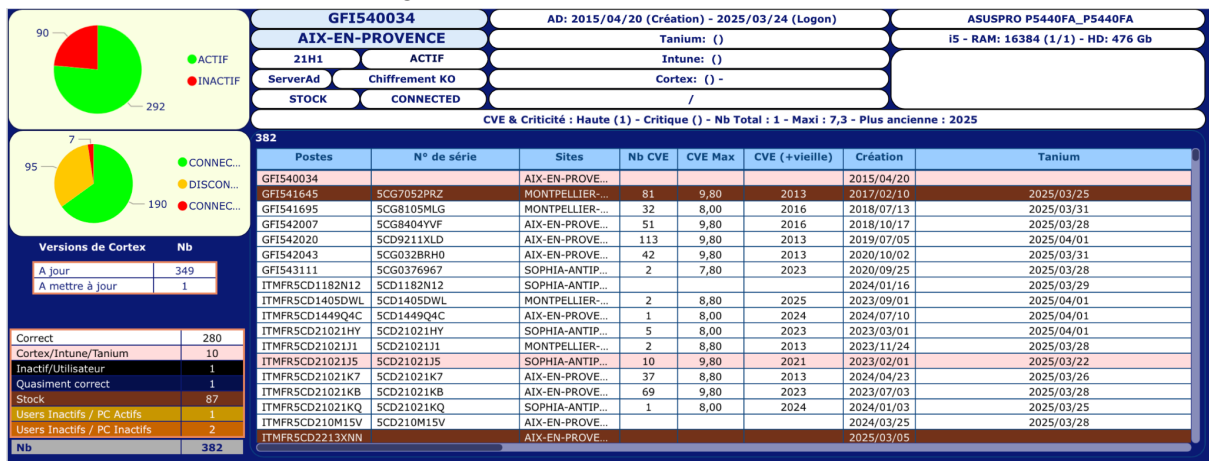 90
292
ACTIF
INACTIF
GFI540034
AD: 2015/04/20 (Création) - 2025/03/24 (Logon)
ASUSPRO P5440FA_P5440FA
AIX-EN-PROVENCE
Tanium: ()
i5 - RAM: 16384 (1/1) - HD: 476 Gb
21H1
ACTIF
Intune: ()
ServerAd
Chiffrement KO
Cortex: () -
STOCK
CONNECTED
/
CVE & Criticité : Haute (1) - Critique () - Nb Total : 1 - Maxi : 7,3 - Plus ancienne : 2025
7
95
190
CONNEC...
DISCON...
CONNEC...
Versions de Cortex Nb
A jour 349
A mettre à jour 1
Correct 280
Cortex/Intune/Tanium 10
Inactif/Utilisateur 1
Quasiment correct 1
Stock 87
Users Inactifs / PC Actifs 1
Users Inactifs / PC Inactifs 2
Nb 382
382
Postes N° de série Sites Nb CVE CVE Max CVE (+vieille) Création Tanium
GFI540034 AIX-EN-PROVE... 2015/04/20
GFI541645 5CG7052PRZ MONTPELLIER-... 81 9,80 2013 2017/02/10 2025/03/25
GFI541695 5CG8105MLG MONTPELLIER-... 32 8,00 2016 2018/07/13 2025/03/31
GFI542007 5CG8404YVF AIX-EN-PROVE... 51 9,80 2016 2018/10/17 2025/03/28
GFI542020 5CD9211XLD AIX-EN-PROVE... 113 9,80 2013 2019/07/05 2025/04/01
GFI542043 5CG032BRH0 AIX-EN-PROVE... 42 9,80 2013 2020/10/02 2025/03/31
GFI543111 5CG0376967 SOPHIA-ANTIP... 2 7,80 2023 2020/09/25 2025/03/28
ITMFR5CD1182N12 5CD1182N12 SOPHIA-ANTIP... 2024/01/16 2025/03/29
ITMFR5CD1405DWL 5CD1405DWL MONTPELLIER-... 2 8,80 2025 2023/09/01 2025/04/01
ITMFR5CD1449Q4C 5CD1449Q4C AIX-EN-PROVE... 1 8,00 2024 2024/07/10 2025/04/01
ITMFR5CD21021HY 5CD21021HY SOPHIA-ANTIP... 5 8,00 2023 2023/03/01 2025/04/01
ITMFR5CD21021J1 5CD21021J1 MONTPELLIER-... 2 8,80 2013 2023/11/24 2025/03/28
ITMFR5CD21021J5 5CD21021J5 SOPHIA-ANTIP... 10 9,80 2021 2023/02/01 2025/03/22
ITMFR5CD21021K7 5CD21021K7 AIX-EN-PROVE... 37 8,80 2013 2024/04/23 2025/03/26
ITMFR5CD21021KB 5CD21021KB AIX-EN-PROVE... 69 9,80 2023 2023/07/03 2025/03/28
ITMFR5CD21021KQ 5CD21021KQ SOPHIA-ANTIP... 1 8,00 2024 2024/01/03 2025/03/25
ITMFR5CD210M15V 5CD210M15V AIX-EN-PROVE... 2024/03/25 2025/03/28
ITMFR5CD2213XNN AIX-EN-PROVE... 2025/03/05